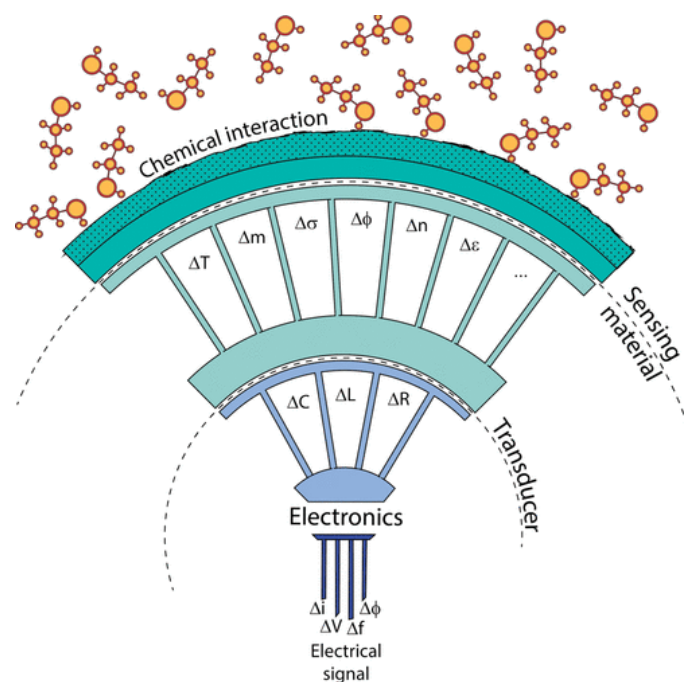 Chemical interaction
ΔT
Δm
Δσ
Δϕ
Δn
Δε
...
Sensing
material
ΔC
ΔL
ΔR
Transducer
Electronics
Δi
ΔV
Δf
Δϕ
Electrical
signal